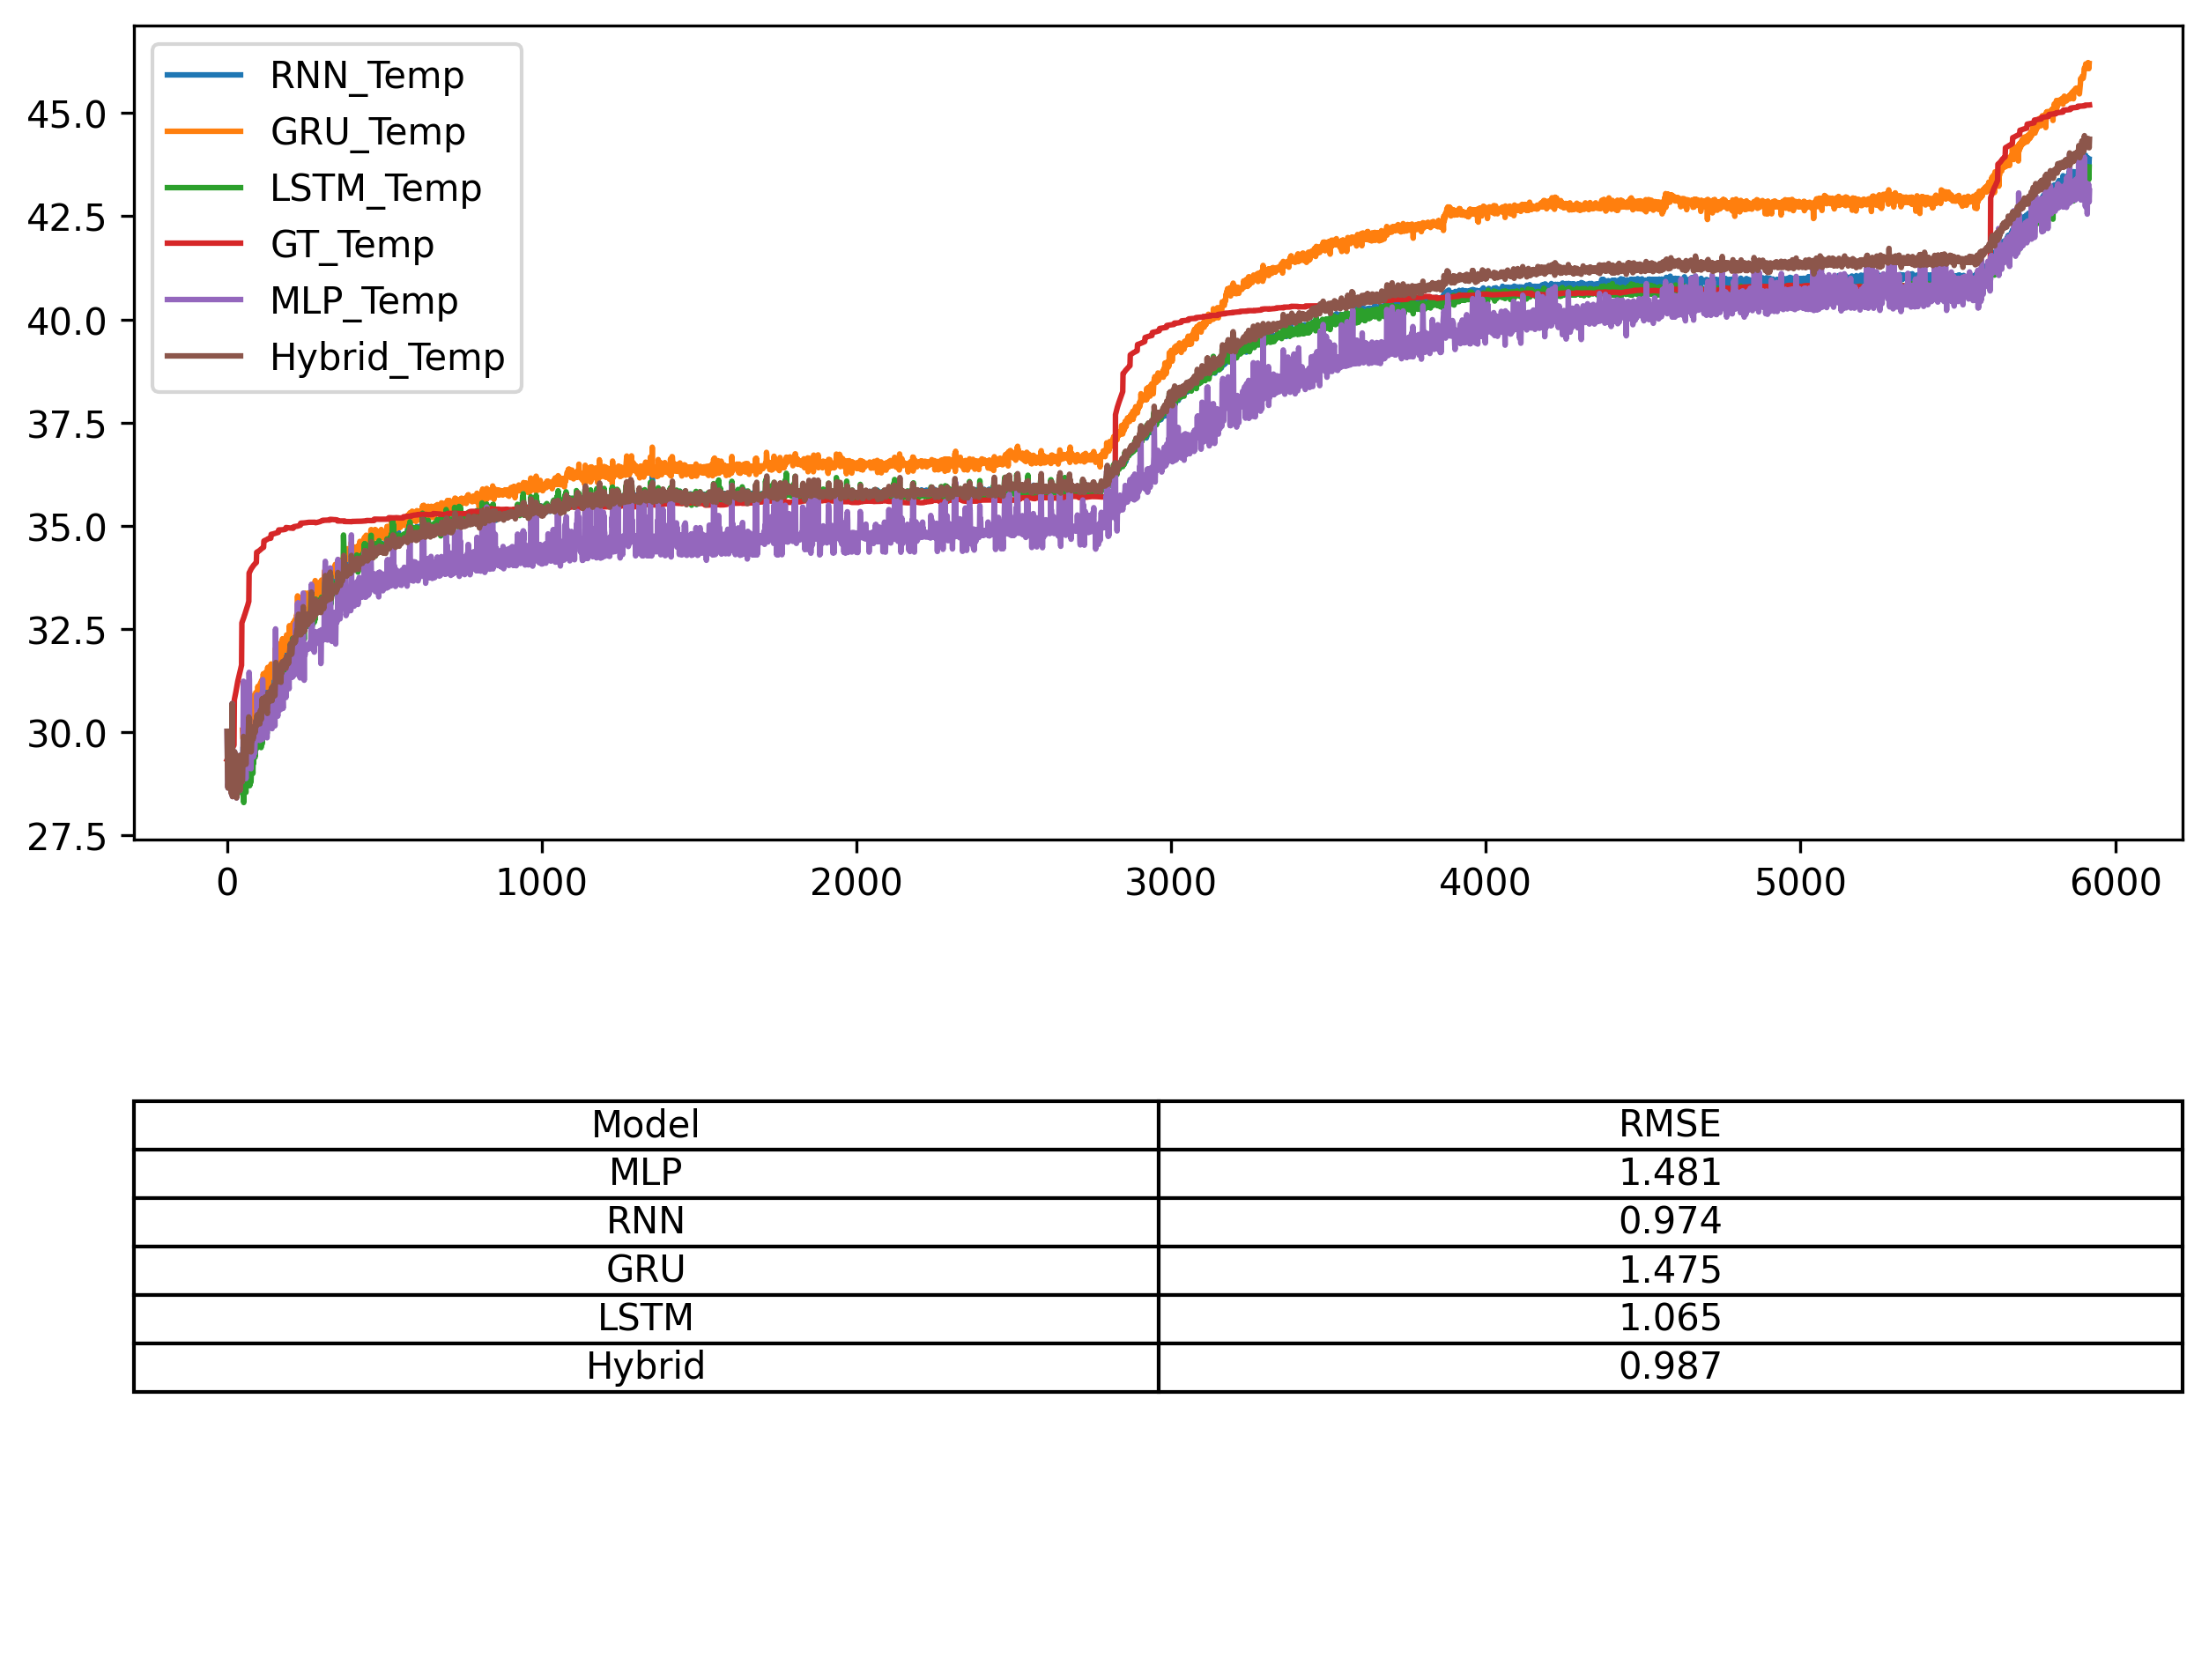 RNN_Temp
GRU_Temp
LSTM_Temp
GT_Temp
MLP_Temp
Hybrid_Temp
45.0
42.5
40.0
37.5
35.0
32.5
30.0
27.5
0 1000 2000 3000 4000 5000 6000
Model RMSE
MLP 1.481
RNN 0.974
GRU 1.475
LSTM 1.065
Hybrid 0.987